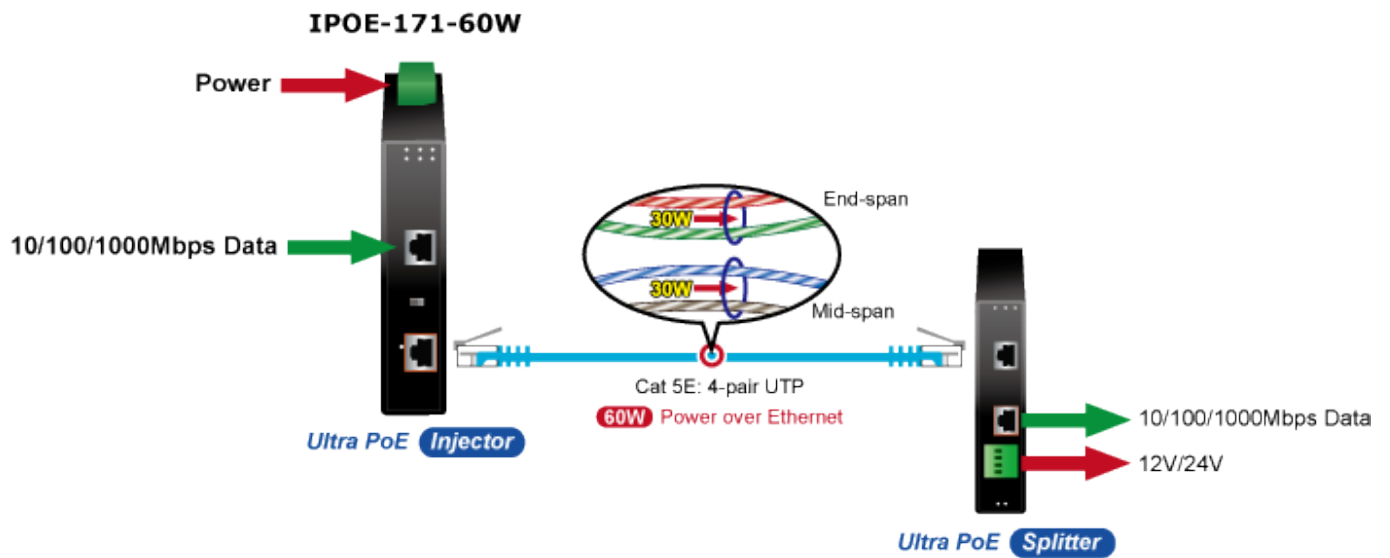 IPOE-171-60W
Power
10/100/1000Mbps Data
End-span
30W
30W
Mid-span
Cat 5E: 4-pair UTP
60W Power over Ethernet
Ultra PoE Injector
10/100/1000Mbps Data
12V/24V
Ultra PoE Splitter